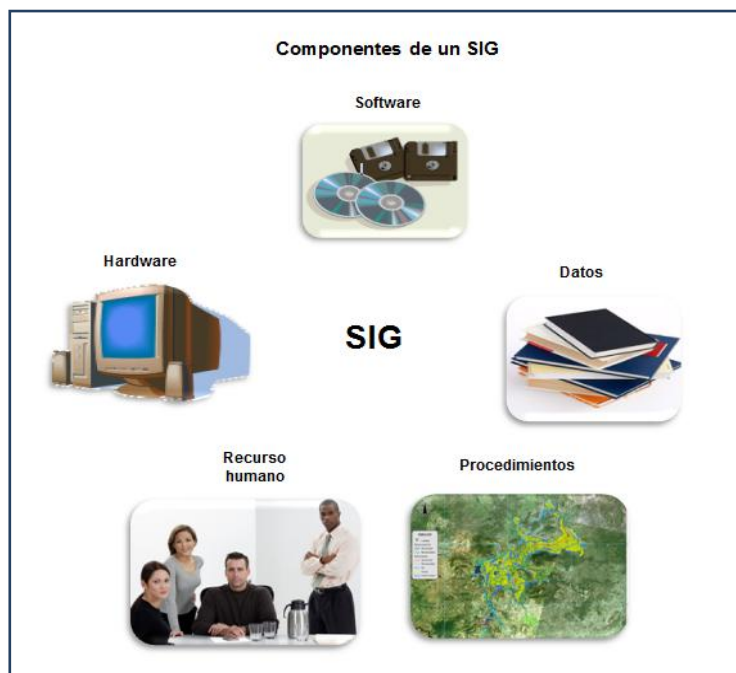 Componentes de un SIG
Software
Hardware
Datos
SIG
Recurso
humano
Procedimientos